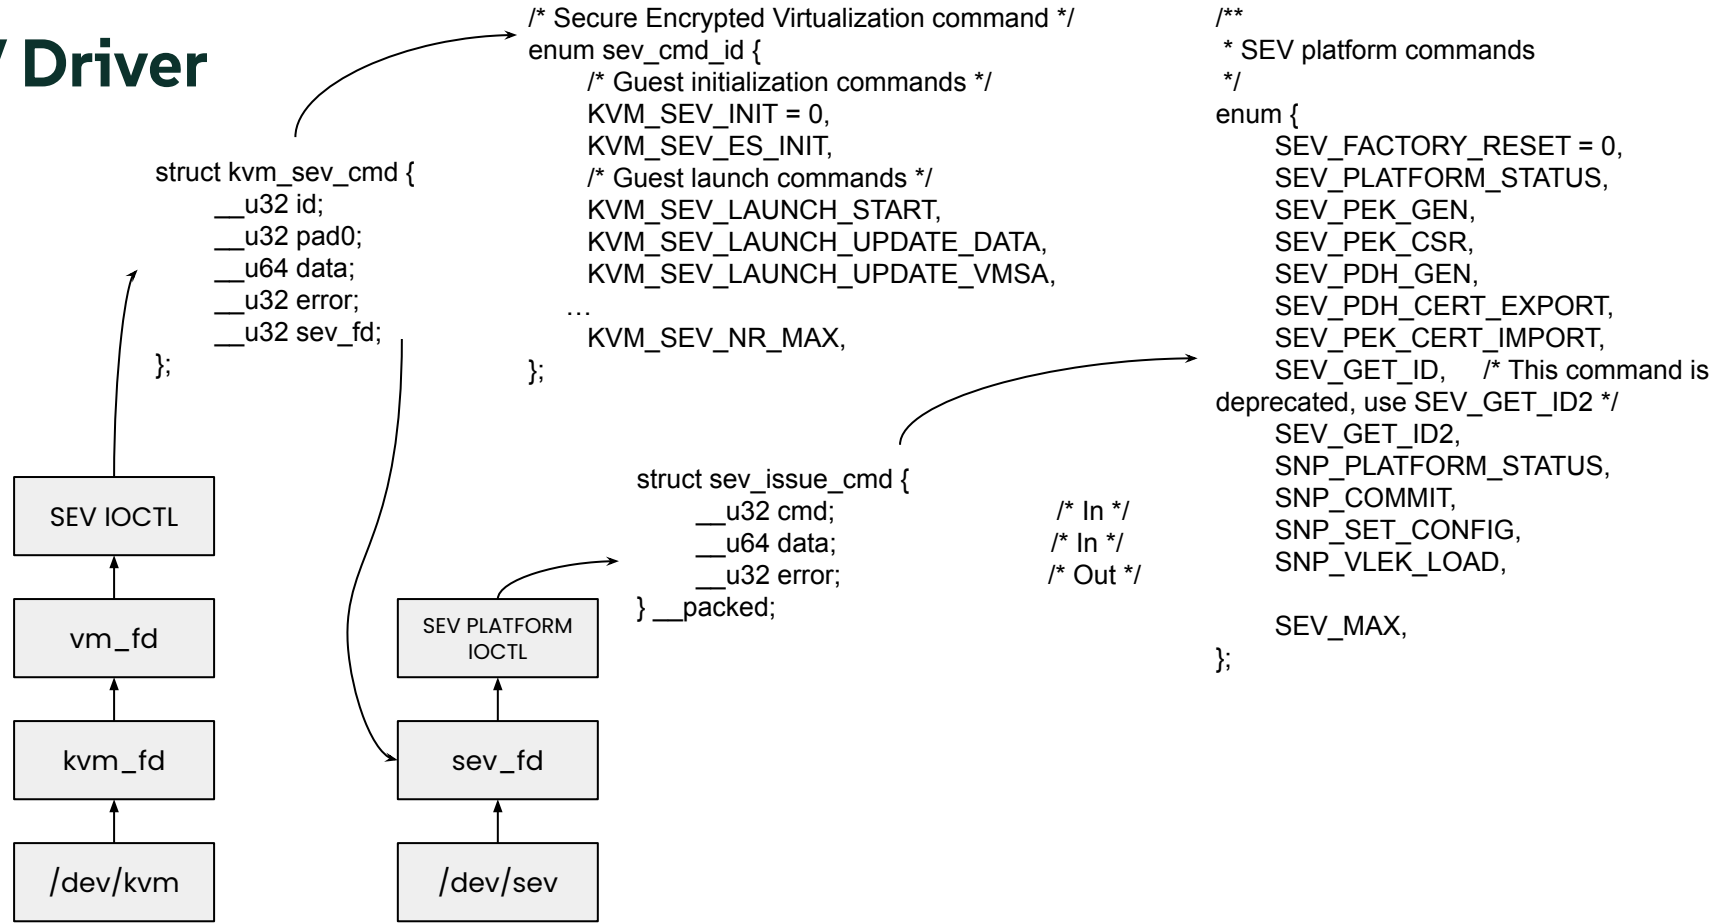 Driver
struct kvm_sev_cmd {
__u32 id;
__u32 pad0;
__u64 data;
__u32 error;
__u32 sev_fd;
};
/* Secure Encrypted Virtualization command */
enum sev_cmd_id {
/* Guest initialization commands */
KVM_SEV_INIT = 0,
KVM_SEV_ES_INIT,
/* Guest launch commands */
KVM_SEV_LAUNCH_START,
KVM_SEV_LAUNCH_UPDATE_DATA,
KVM_SEV_LAUNCH_UPDATE_VMSA,
…
KVM_SEV_NR_MAX,
};
/**
* SEV platform commands
*/
enum {
SEV_FACTORY_RESET = 0,
SEV_PLATFORM_STATUS,
SEV_PEK_GEN,
SEV_PEK_CSR,
SEV_PDH_GEN,
SEV_PDH_CERT_EXPORT,
SEV_PEK_CERT_IMPORT,
SEV_GET_ID, /* This command is
deprecated, use SEV_GET_ID2 */
SEV_GET_ID2,
SNP_PLATFORM_STATUS,
SNP_COMMIT,
SNP_SET_CONFIG,
SNP_VLEK_LOAD,
SEV_MAX,
};
struct sev_issue_cmd {
__u32 cmd; /* In */
__u64 data; /* In */
__u32 error; /* Out */
} __packed;
SEV IOCTL
vm_fd
kvm_fd
/dev/kvm
SEV PLATFORM
IOCTL
sev_fd
/dev/sev